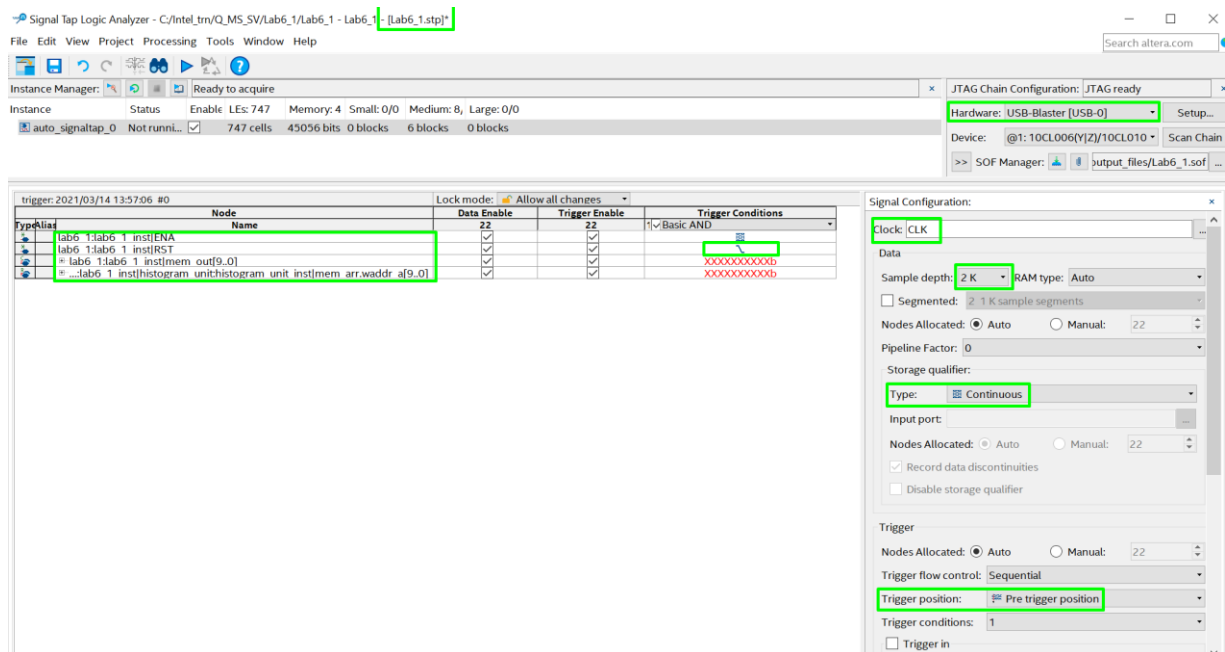 Signal Tap Logic Analyzer - C:/Intel_trn/Q_MS_SV/Lab6_1/Lab6_1 - Lab6_1 - [Lab6_1.stp]*
File Edit View Project Processing Tools Window Help
Search altera.com
Instance Manager: Ready to acquire
Instance Status Enable LEs: 747 Memory: 4 Small: 0/0 Medium: 8, Large: 0/0
auto_signaltap_0 Not runni... 747 cells 45056 bits 0 blocks 6 blocks 0 blocks
JTAG Chain Configuration: JTAG ready
Hardware: USB-Blaster [USB-0] Setup...
Device: @1: 10CL006(Y|Z)/10CL010 Scan Chain
>> SOF Manager: output_files/Lab6_1.sof ...
trigger: 2021/03/14 13:57:06 #0 Lock mode: Allow all changes
Node Data Enable Trigger Enable Trigger Conditions
Type Alias Name 22 22 1 Basic AND
lab6_1:lab6_1_inst|ENA
lab6_1:lab6_1_inst|RST
lab6_1:lab6_1_inst|mem_out[9..0] XXXXXXXXXXb
...:lab6_1_inst|histogram_unit:histogram_unit_inst|mem_arr.waddr_a[9..0] XXXXXXXXXXb
Signal Configuration:
Clock: CLK ...
Data
Sample depth: 2 K RAM type: Auto
Segmented: 2 1 K sample segments
Nodes Allocated: Auto Manual: 22
Pipeline Factor: 0
Storage qualifier:
Type: Continuous
Input port: ...
Nodes Allocated: Auto Manual: 22
Record data discontinuities
Disable storage qualifier
Trigger
Nodes Allocated: Auto Manual: 22
Trigger flow control: Sequential
Trigger position: Pre trigger position
Trigger conditions: 1
Trigger in